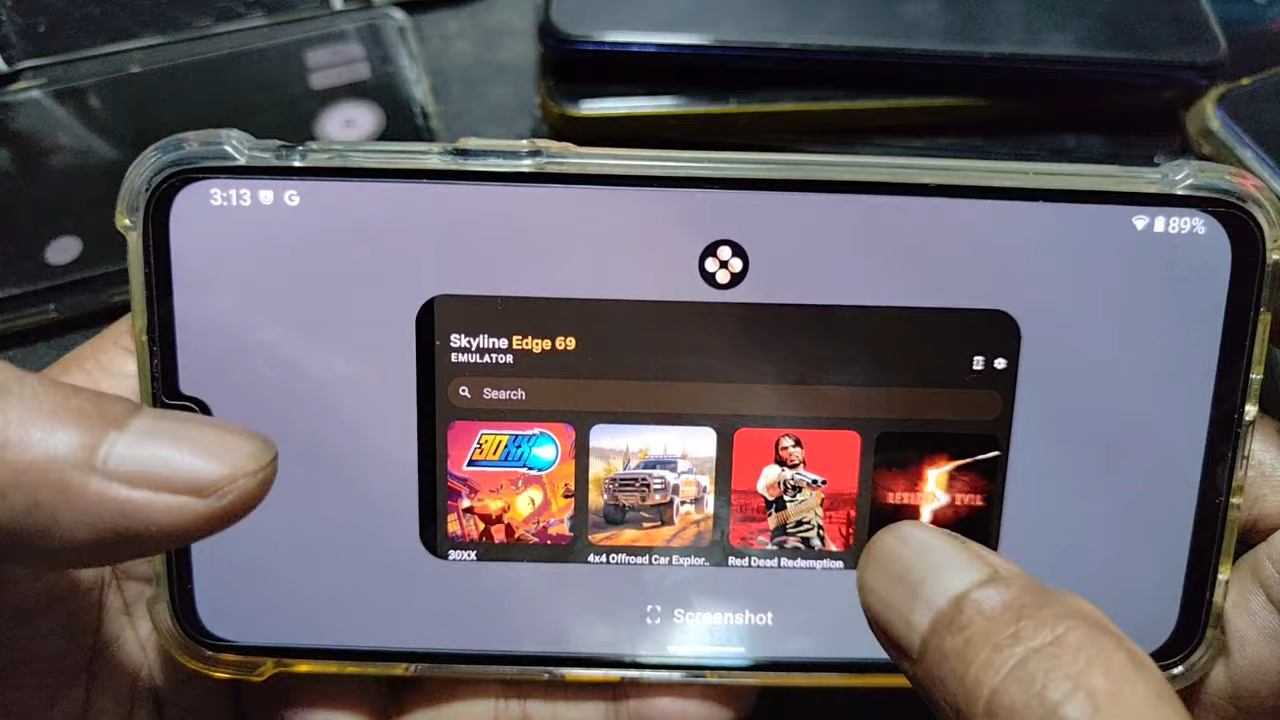 3:13 G
89%
Skyline Edge 69
EMULATOR
Search
30XX
RESIDENT EVIL
30XX
4x4 Offroad Car Explor..
Red Dead Redemption
Screenshot